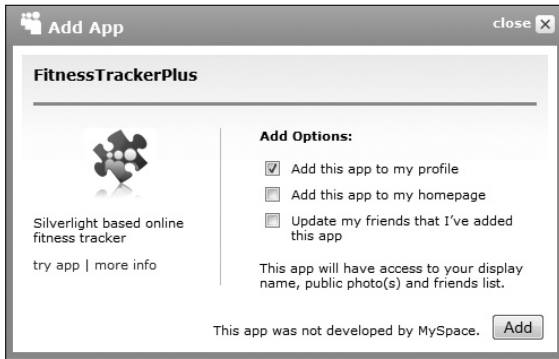 Add App
close X
FitnessTrackerPlus
Silverlight based online
fitness tracker
try app | more info
Add Options:
Add this app to my profile
Add this app to my homepage
Update my friends that I've added
this app
This app will have access to your display
name, public photo(s) and friends list.
This app was not developed by MySpace.
Add